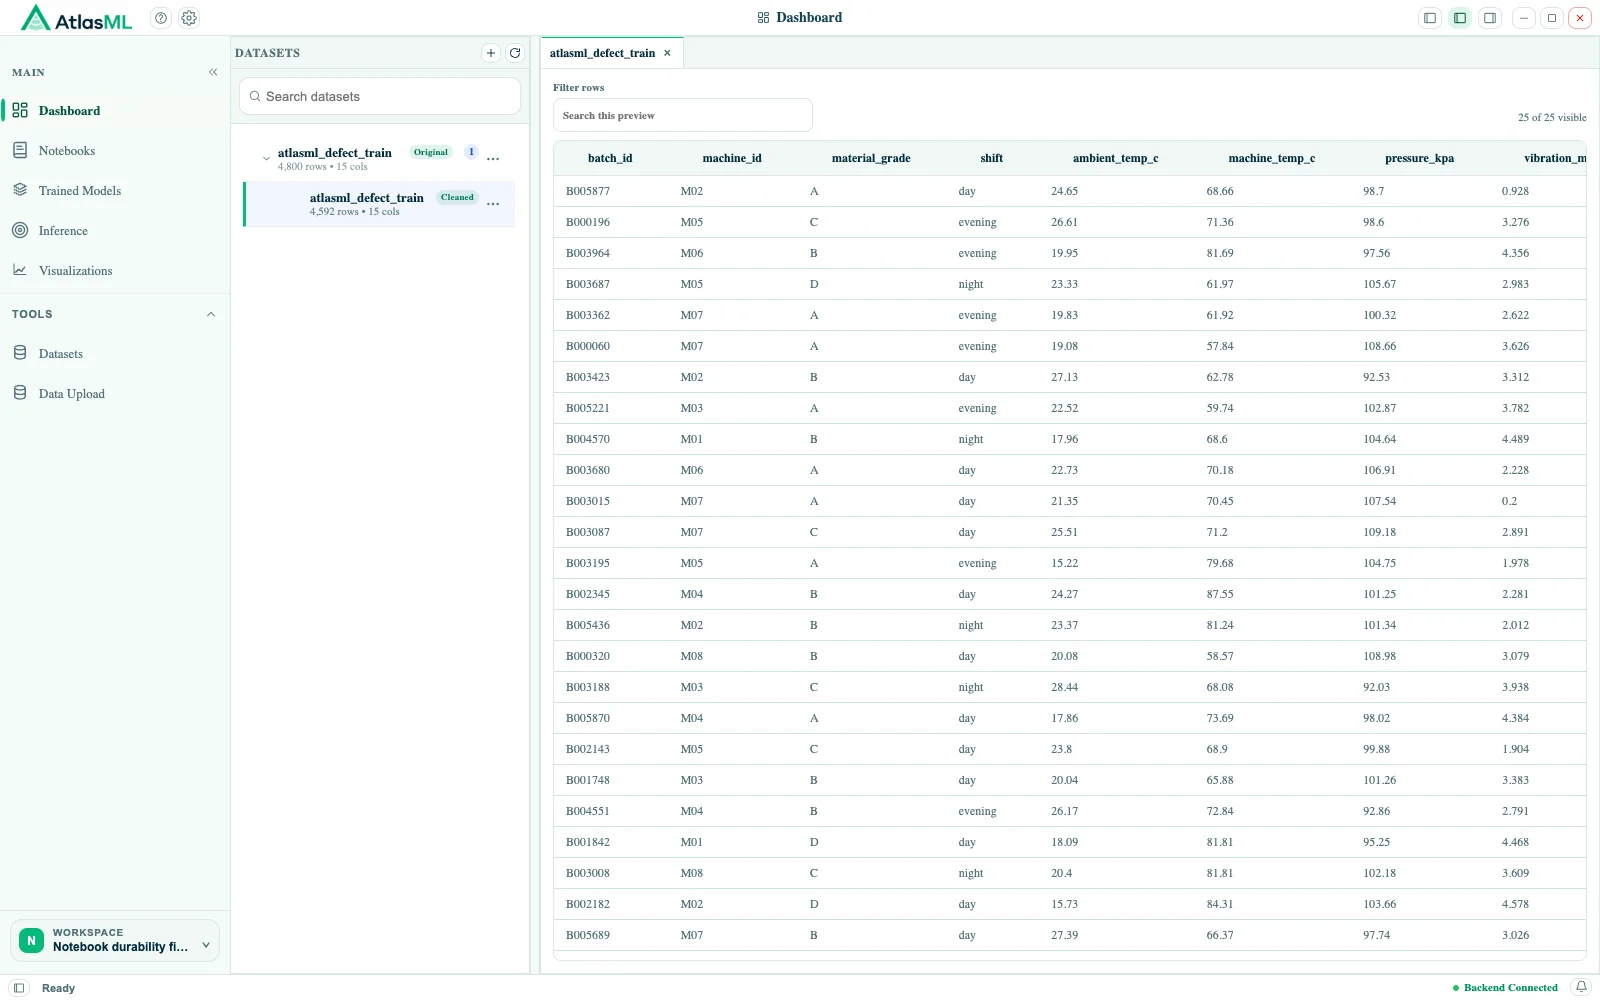 AtlasML
Dashboard
MAIN
Dashboard
Notebooks
Trained Models
Inference
Visualizations
TOOLS
Datasets
Data Upload
WORKSPACE
Notebook durability fi...
Ready
DATASETS
Search datasets
atlasml_defect_train Original 1
4,800 rows • 15 cols
atlasml_defect_train Cleaned
4,592 rows • 15 cols
atlasml_defect_train
Filter rows
Search this preview
25 of 25 visible
batch_id machine_id material_grade shift ambient_temp_c machine_temp_c pressure_kpa vibration_m
B005877 M02 A day 24.65 68.66 98.7 0.928
B000196 M05 C evening 26.61 71.36 98.6 3.276
B003964 M06 B evening 19.95 81.69 97.56 4.356
B003687 M05 D night 23.33 61.97 105.67 2.983
B003362 M07 A evening 19.83 61.92 100.32 2.622
B000060 M07 A evening 19.08 57.84 108.66 3.626
B003423 M02 B day 27.13 62.78 92.53 3.312
B005221 M03 A evening 22.52 59.74 102.87 3.782
B004570 M01 B night 17.96 68.6 104.64 4.489
B003680 M06 A day 22.73 70.18 106.91 2.228
B003015 M07 A day 21.35 70.45 107.54 0.2
B003087 M07 C day 25.51 71.2 109.18 2.891
B003195 M05 A evening 15.22 79.68 104.75 1.978
B002345 M04 B day 24.27 87.55 101.25 2.281
B005436 M02 B night 23.37 81.24 101.34 2.012
B000320 M08 B day 20.08 58.57 108.98 3.079
B003188 M03 C night 28.44 68.08 92.03 3.938
B005870 M04 A day 17.86 73.69 98.02 4.384
B002143 M05 C day 23.8 68.9 99.88 1.904
B001748 M03 B day 20.04 65.88 101.26 3.383
B004551 M04 B evening 26.17 72.84 92.86 2.791
B001842 M01 D day 18.09 81.81 95.25 4.468
B003008 M08 C night 20.4 81.81 102.18 3.609
B002182 M02 D day 15.73 84.31 103.66 4.578
B005689 M07 B day 27.39 66.37 97.74 3.026
N
Backend Connected